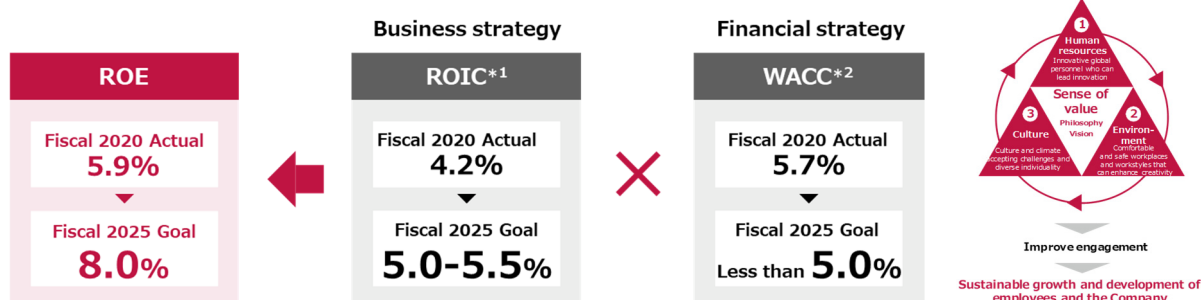 Business strategy
Financial strategy
ROE
ROIC*1
WACC*2
Fiscal 2020 Actual
5.9%
Fiscal 2025 Goal
8.0%
Fiscal 2020 Actual
4.2%
Fiscal 2025 Goal
5.0-5.5%
Fiscal 2020 Actual
5.7%
Fiscal 2025 Goal
Less than 5.0%
1
Human
resources
Innovative global
personnel who can
lead innovation
Sense of
value
Philosophy
Vision
3
Culture
Culture and climate
accepting challenges and
diverse individuality
2
Environ-
ment
Comfortable
and safe workplaces
and workstyles that
can enhance creativity
Improve engagement
Sustainable growth and development of
employees and the Company